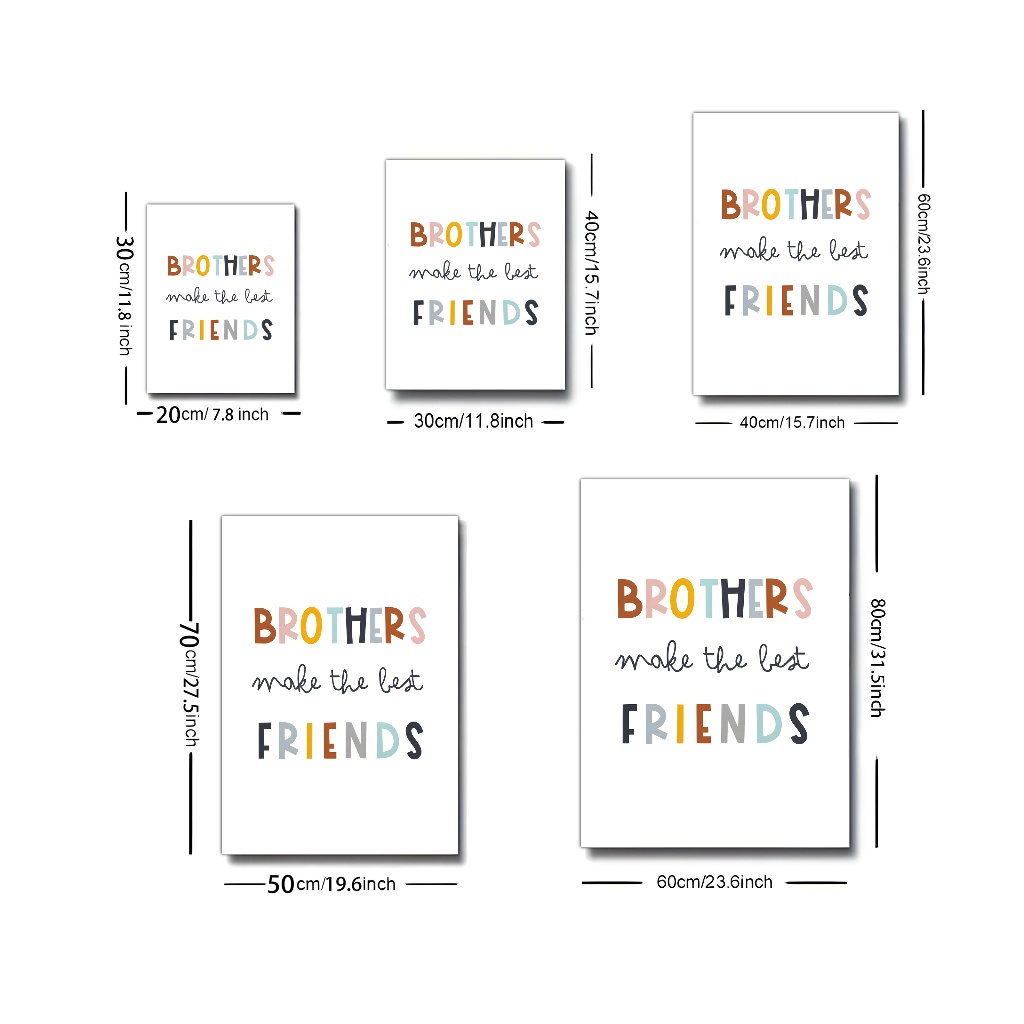 BROTHERS
make the best
FRIENDS
30cm/11.8 inch
20cm/ 7.8 inch
BROTHERS
make the best
FRIENDS
40cm/15.7inch
30cm/11.8inch
BROTHERS
make the best
FRIENDS
60cm/23.6inch
40cm/15.7inch
BROTHERS
make the best
FRIENDS
70cm/27.5inch
50cm/19.6inch
BROTHERS
make the best
FRIENDS
80cm/31.5inch
60cm/23.6inch